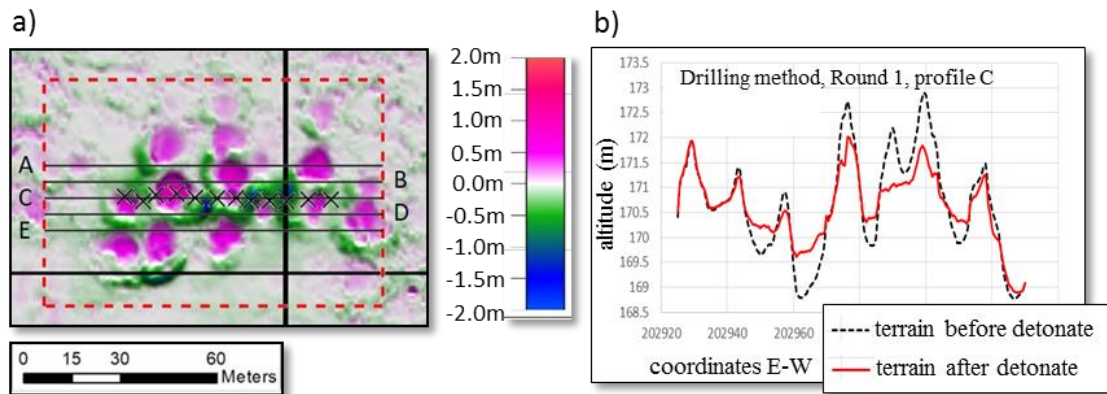 a)
b)
2.0m
1.5m
1.0m
0.5m
0.0m
-0.5m
-1.0m
-1.5m
-2.0m
A
B
C
D
E
0 15 30 60
Meters
Drilling method, Round 1, profile C
altitude (m)
173.5
173
172.5
172
171.5
171
170.5
170
169.5
169
168.5
202925 202940 202960
coordinates E-W
terrain before detonate
terrain after detonate